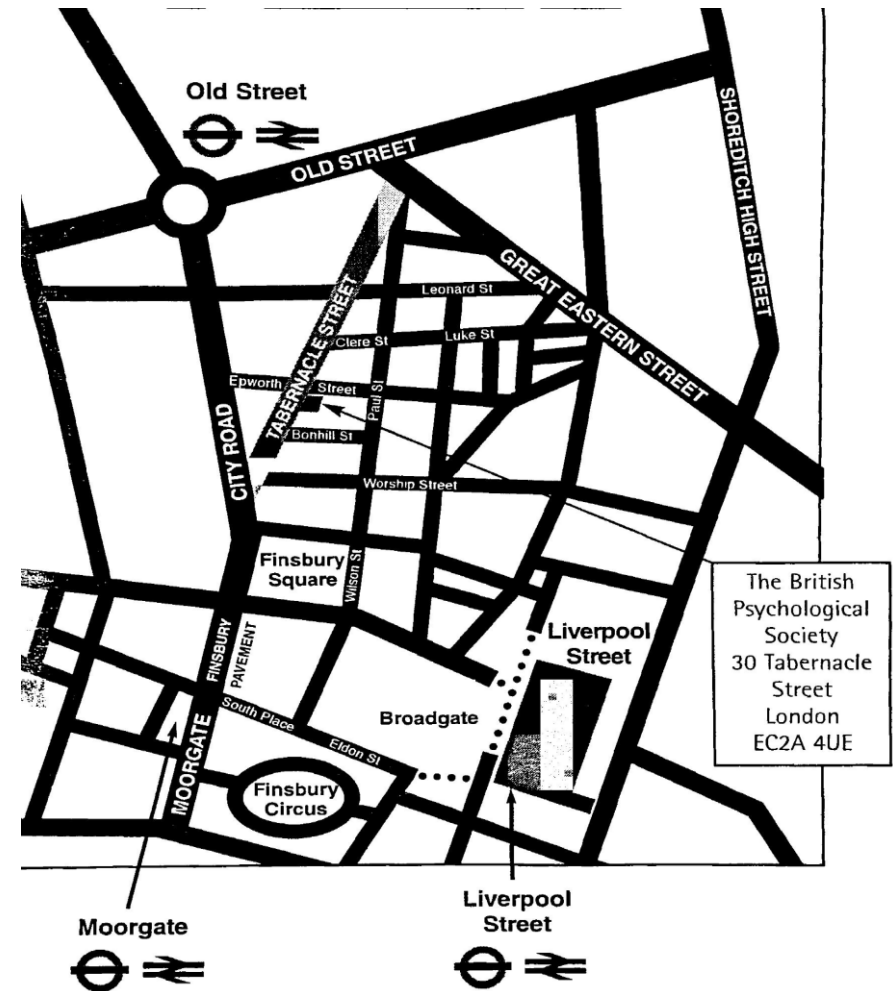 Old Street
OLD STREET
SHOREDITCH HIGH STREET
GREAT EASTERN STREET
TABERNACLE STREET
Leonard St
Clere St
Luke St
Epworth Street
Paul St
Bonhill St
CITY ROAD
Worship Street
Finsbury
Square
Wilson St
The British
Psychological
Society
30 Tabernacle
Street
London
EC2A 4UE
FINSBURY
PAVEMENT
Liverpool
Street
South Place
Broadgate
Eldon St
MOORGATE
Finsbury
Circus
Moorgate
Liverpool
Street